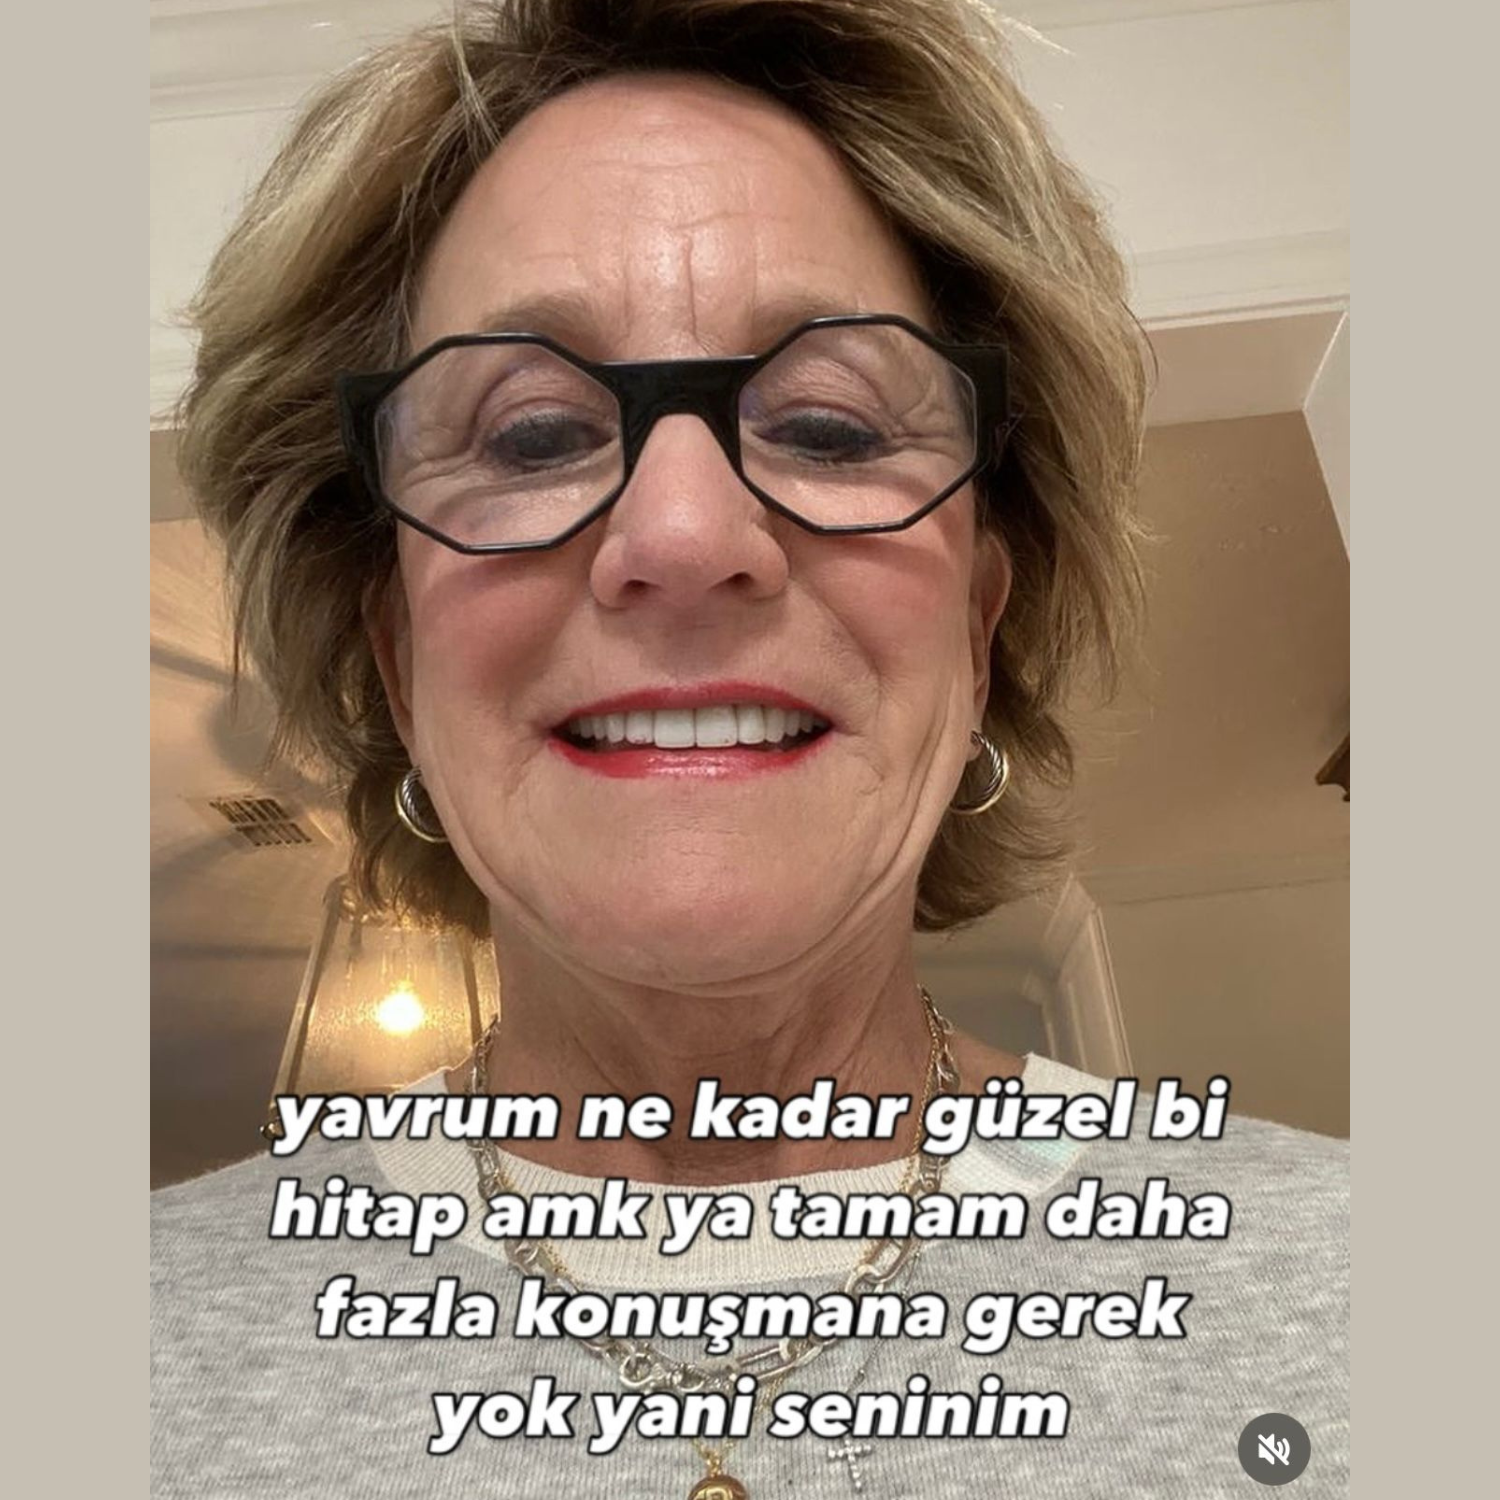 yavrum ne kadar güzel bi
hitap amk ya tamam daha
fazla konuşmana gerek
yok yani seninim